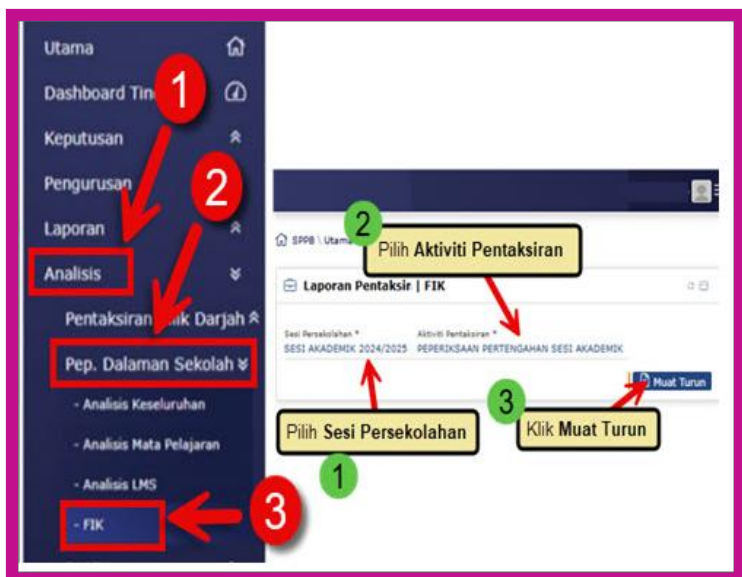 Utama
Dashboard
Keputusan
Pengurusan
Laporan
Analisis
Pentaksiran Darjah
Pep. Dalaman Sekolah
- Analisis Keseluruhan
- Analisis Mata Pelajaran
- Analisis LMS
- FIK
1
2
3
SPPB \ Utama
2
Pilih Aktiviti Pentaksiran
Laporan Pentaksir | FIK
Sesi Persekolahan * Aktiviti Pentaksiran *
SESI AKADEMIK 2024/2025 PEPERIKSAAN PERTENGAHAN SESI AKADEMIK
Muat Turun
Pilih Sesi Persekolahan
1
3
Klik Muat Turun